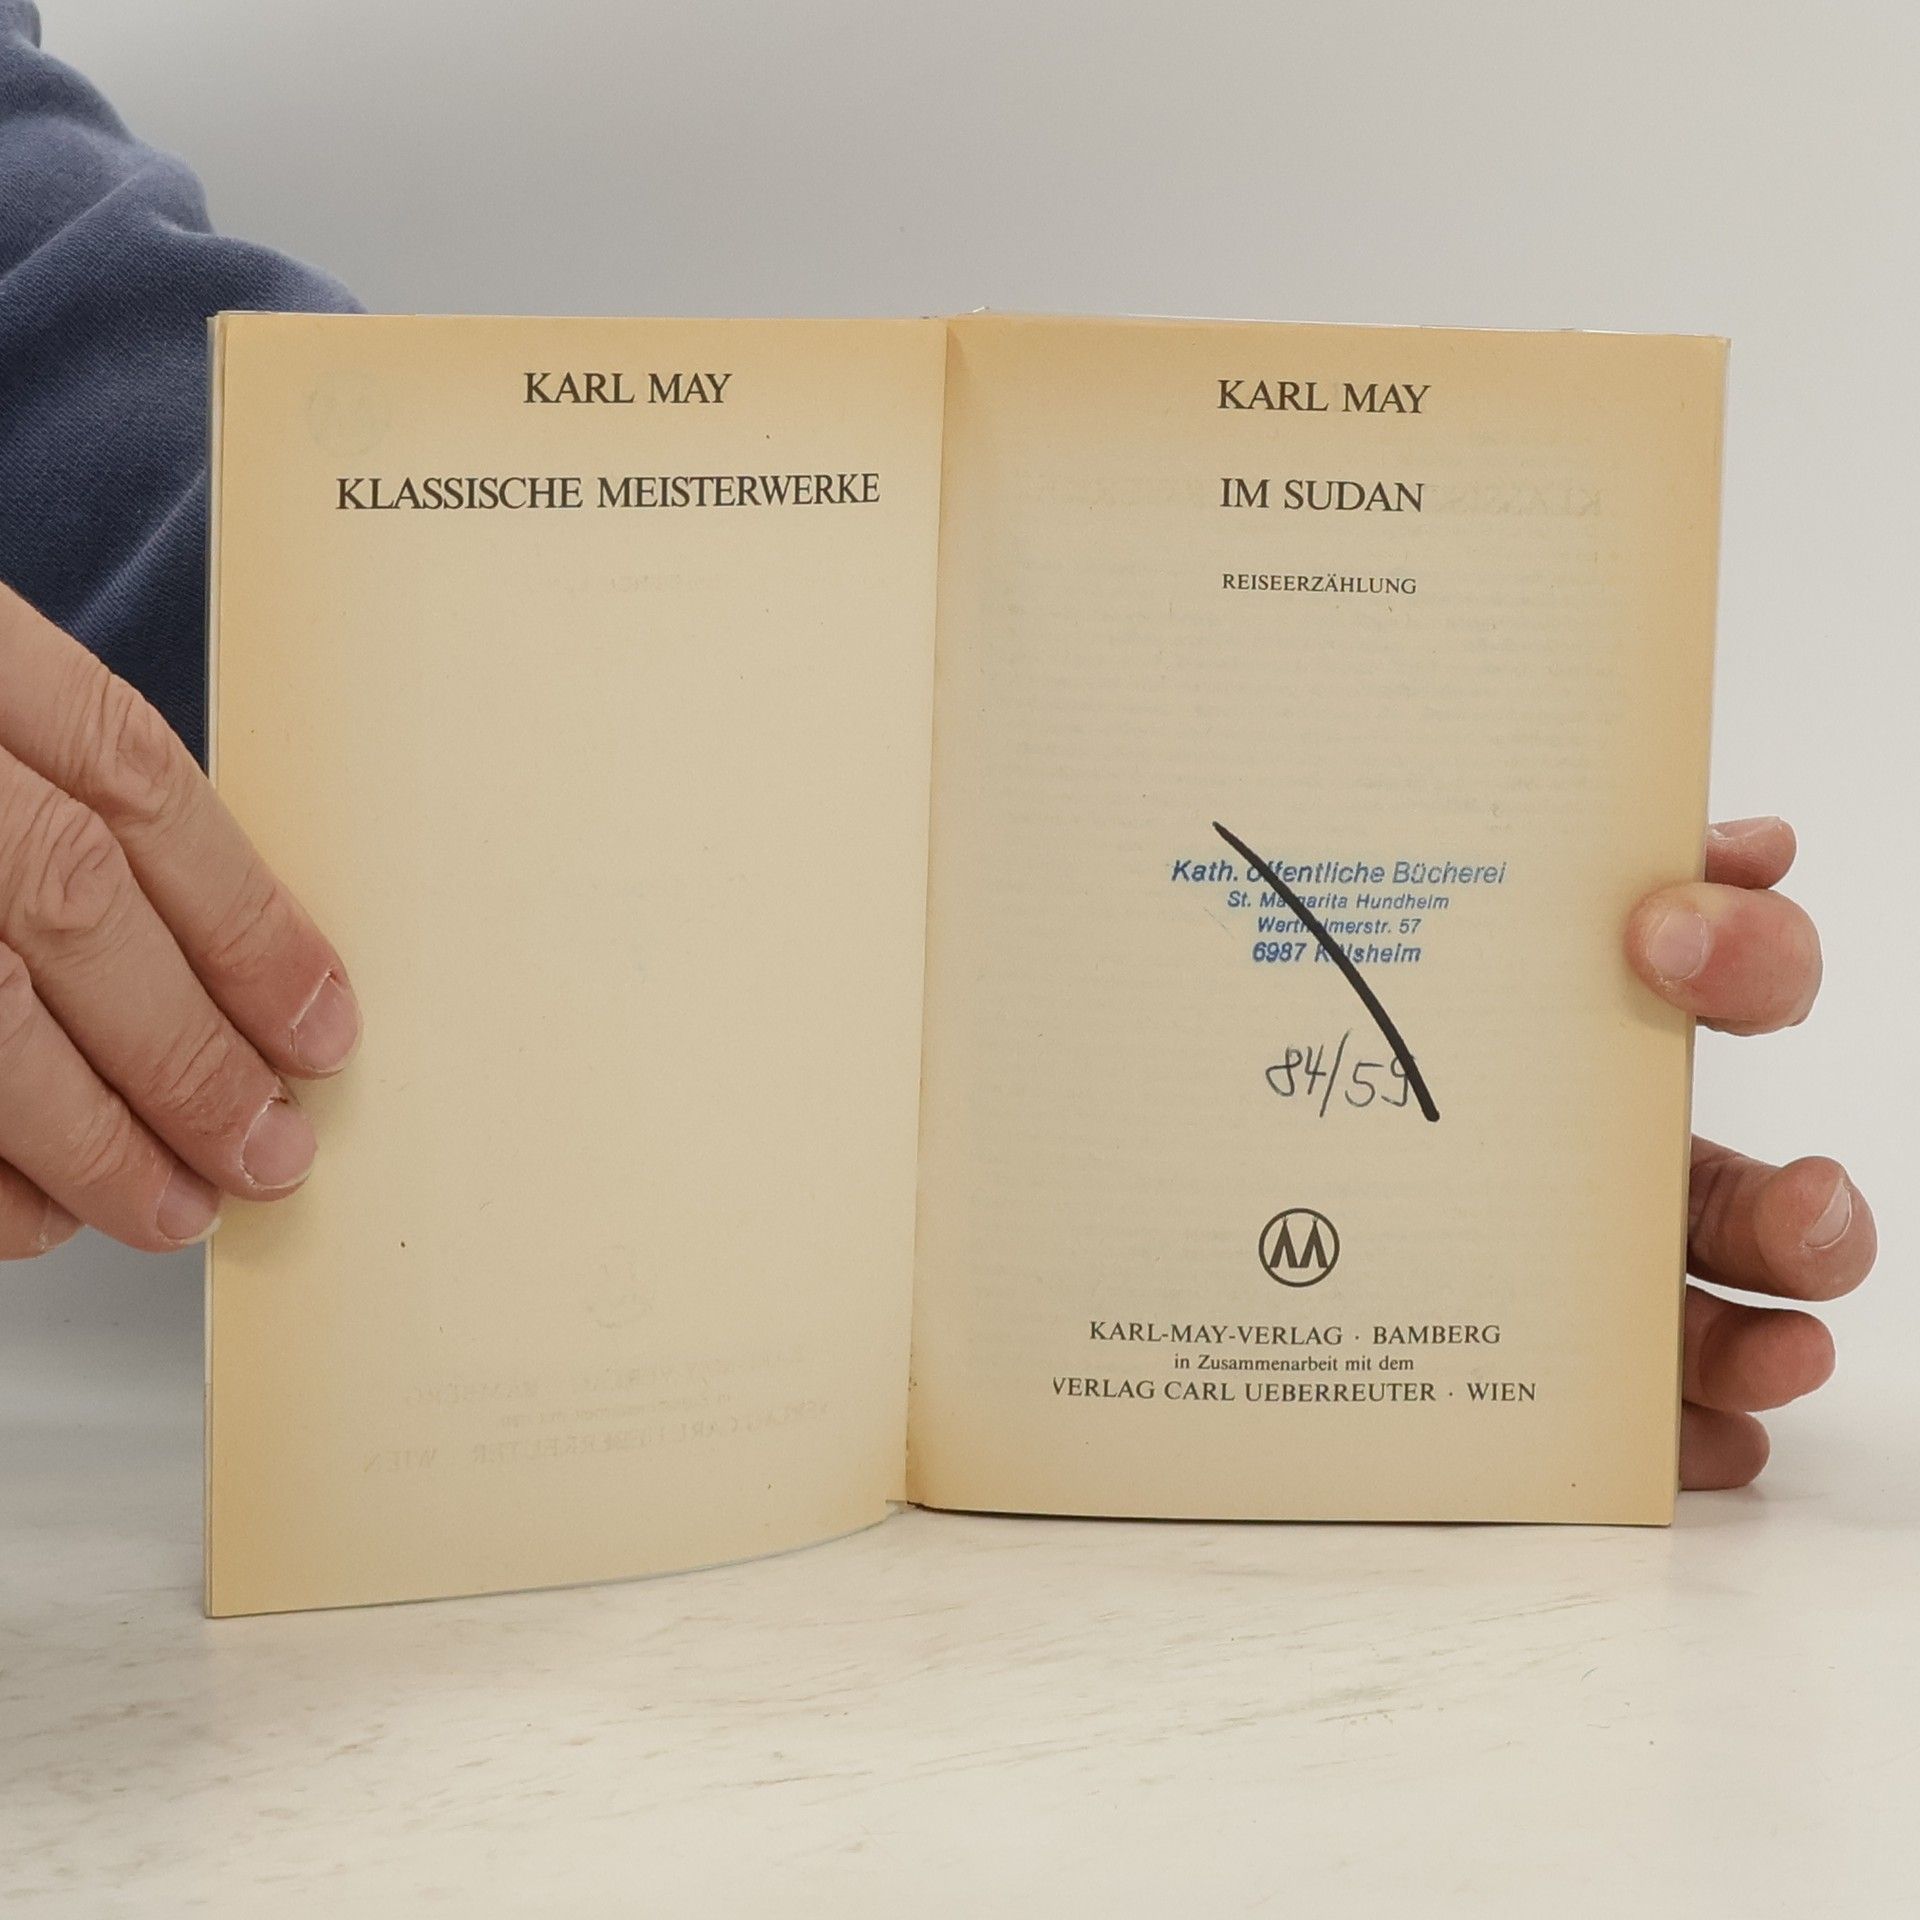 KARL MAY
KLASSISCHE MEISTERWERKE
KARL MAY
IM SUDAN
REISEERZÄHLUNG
Kath. öffentliche Bücherei
St. Margarita Hundheim
Wertheimerstr. 57
6987 Külsheim
84/59
KARL-MAY-VERLAG · BAMBERG
in Zusammenarbeit mit dem
VERLAG CARL UEBERREUTER · WIEN